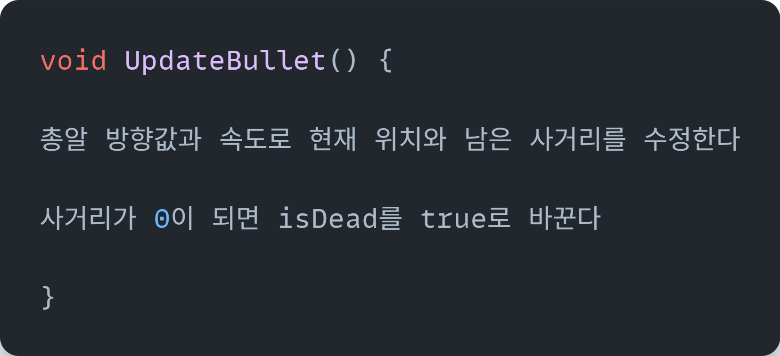 void UpdateBullet() {
총알 방향값과 속도로 현재 위치와 남은 사거리를 수정한다
사거리가 0이 되면 isDead를 true로 바꾼다
}